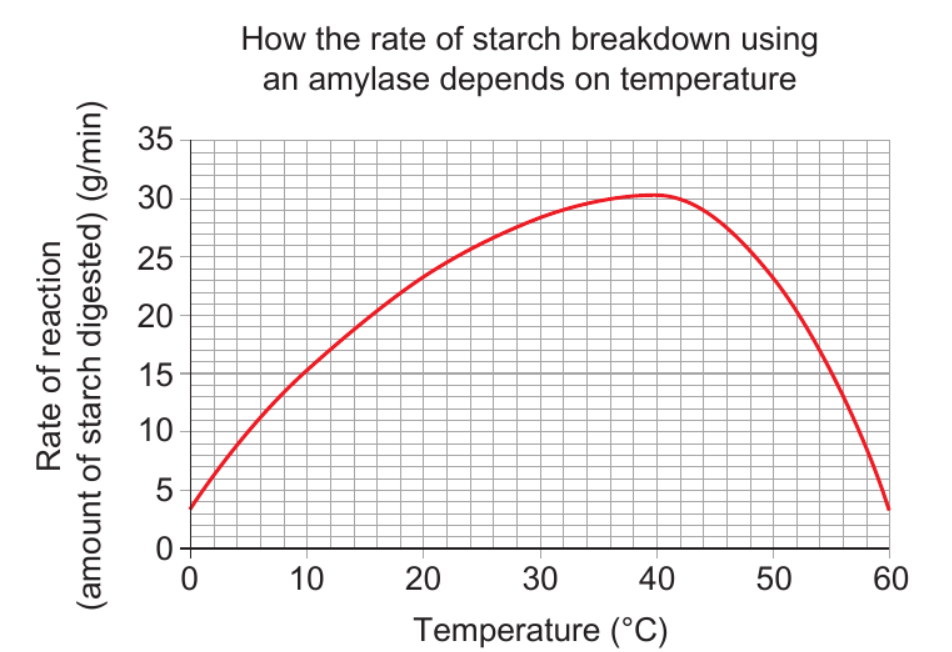 How the rate of starch breakdown using
an amylase depends on temperature
Rate of reaction
(amount of starch digested) (g/min)
35
30
25
20
15
10
5
0
0 10 20 30 40 50 60
Temperature (°C)